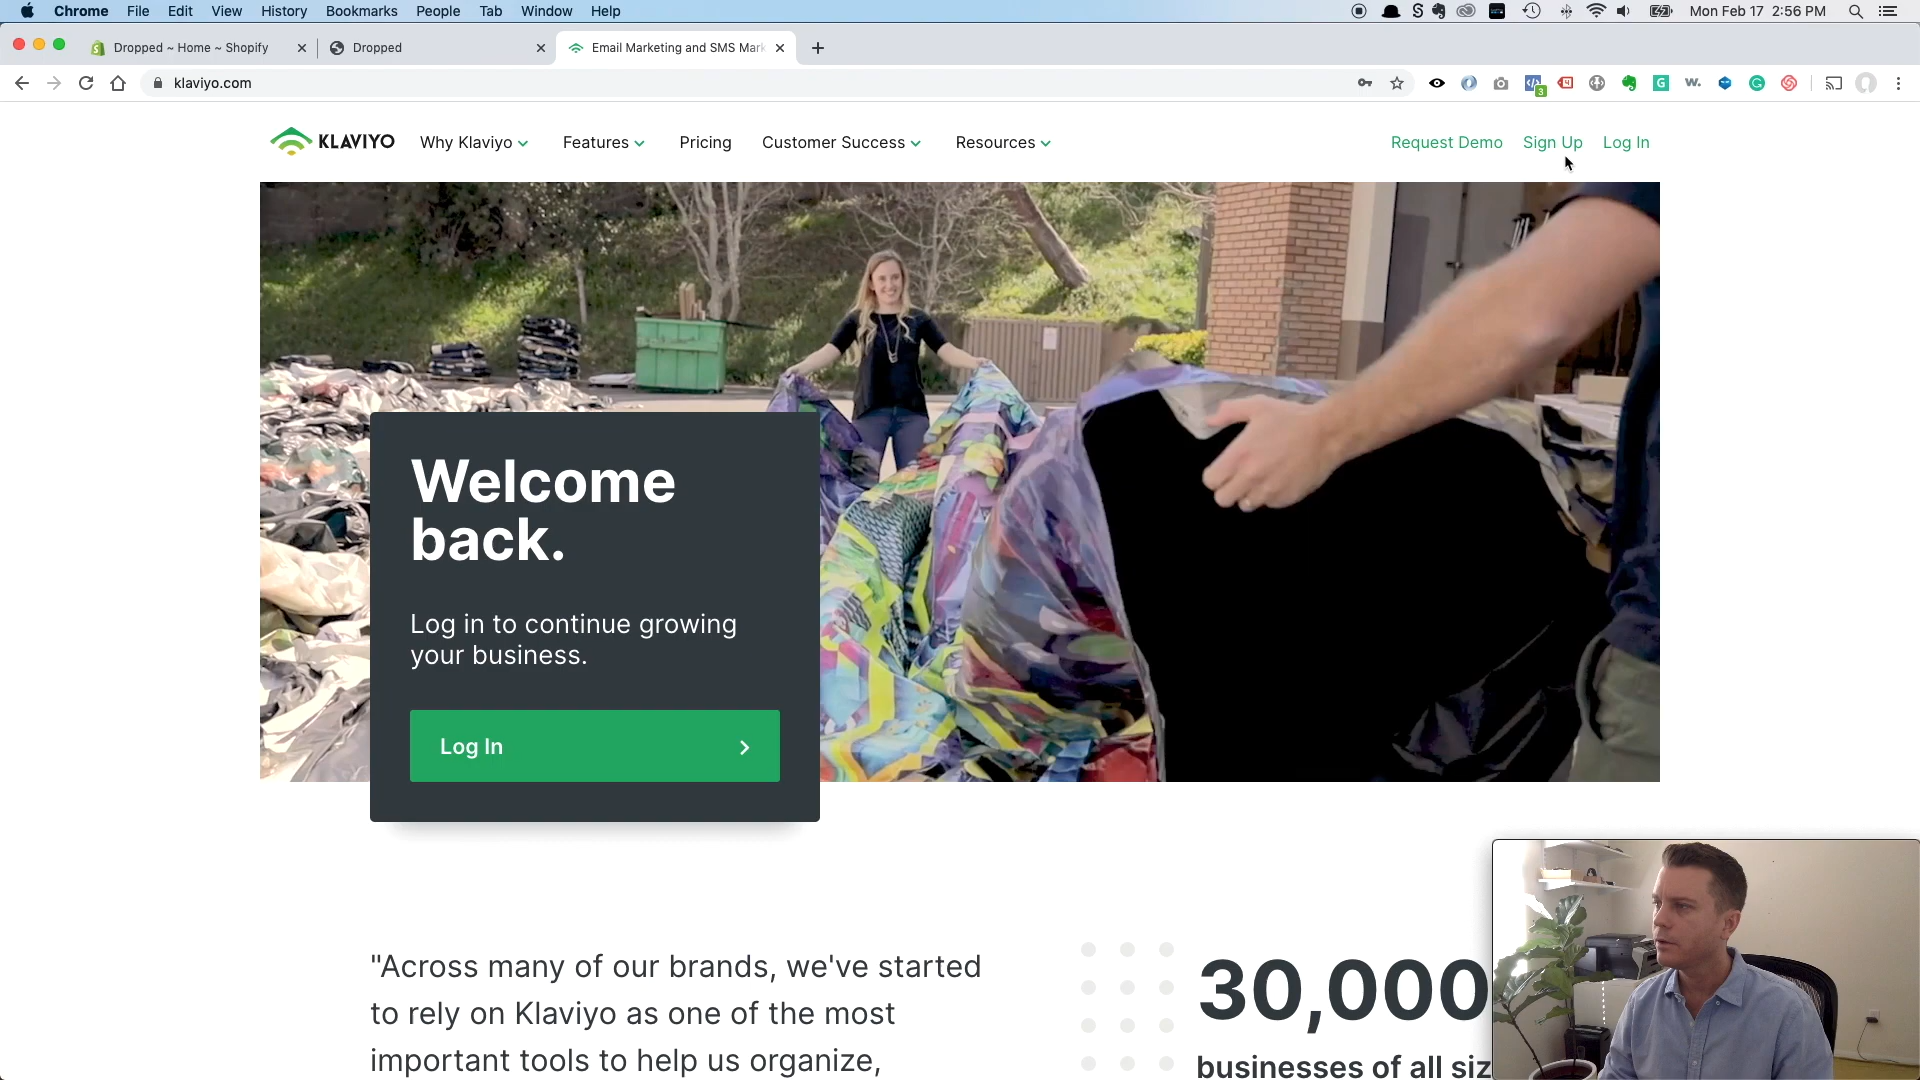 Chrome File Edit View History Bookmarks People Tab Window Help
Mon Feb 17 2:56 PM
Dropped ~ Home ~ Shopify
Dropped
Email Marketing and SMS Mark
klaviyo.com
3
KLAVIYO
Why Klaviyo
Features
Pricing
Customer Success
Resources
Request Demo
Sign Up
Log In
Welcome
back.
Log in to continue growing
your business.
Log In
"Across many of our brands, we've started
to rely on Klaviyo as one of the most
important tools to help us organize,
30,000
businesses of all siz